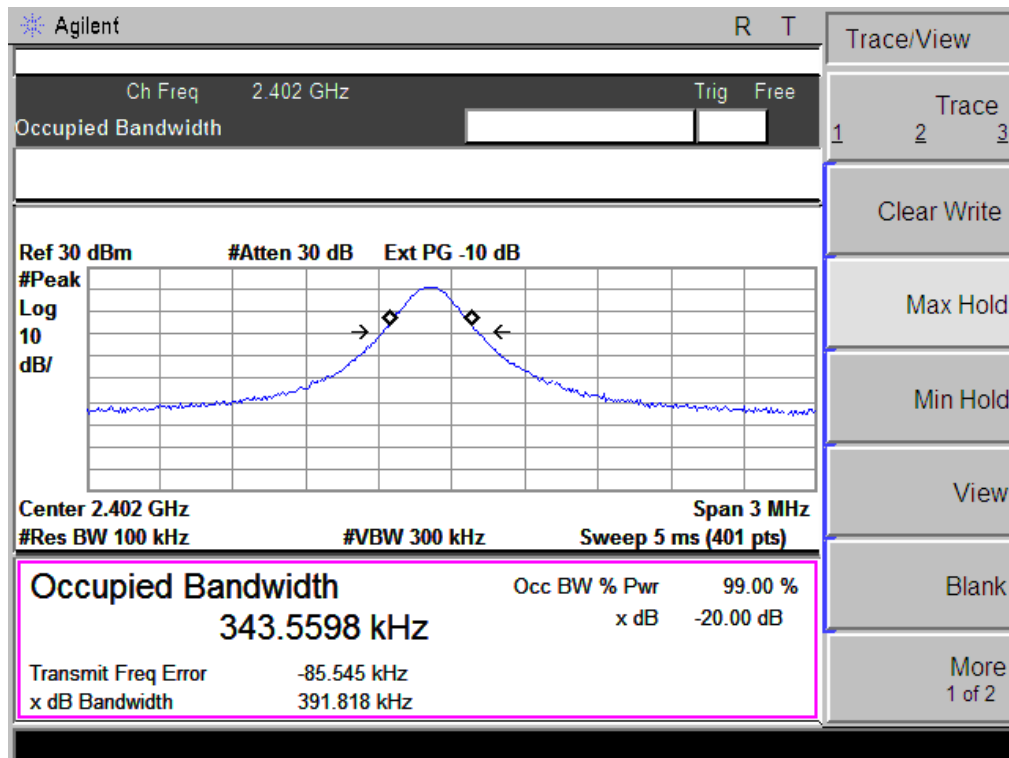 Agilent R T
Trace/View
Ch Freq 2.402 GHz Trig Free
Occupied Bandwidth
Trace
1 2 3
Clear Write
Ref 30 dBm #Atten 30 dB Ext PG -10 dB
#Peak
Log
10
dB/
Max Hold
Min Hold
View
Center 2.402 GHz Span 3 MHz
#Res BW 100 kHz #VBW 300 kHz Sweep 5 ms (401 pts)
Occupied Bandwidth
343.5598 kHz
Occ BW % Pwr 99.00 %
x dB -20.00 dB
Transmit Freq Error -85.545 kHz
x dB Bandwidth 391.818 kHz
Blank
More
1 of 2